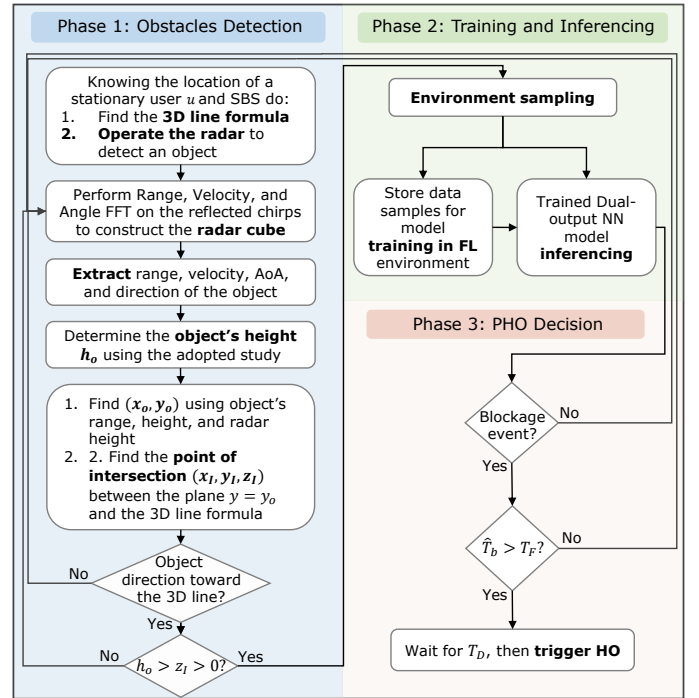 Phase 1: Obstacles Detection
Knowing the location of a
stationary user u and SBS do:
1. Find the 3D line formula
2. Operate the radar to
detect an object
Perform Range, Velocity, and
Angle FFT on the reflected chirps
to construct the radar cube
Extract range, velocity, AoA,
and direction of the object
Determine the object's height
h_o using the adopted study
1. Find (x_o, y_o) using object's
range, height, and radar
height
2. 2. Find the point of
intersection (x_I, y_I, z_I)
between the plane y = y_o
and the 3D line formula
Object
direction toward
the 3D line?
No
Yes
h_o > z_I > 0?
No
Yes
Phase 2: Training and Inferencing
Environment sampling
Store data
samples for
model
training in FL
environment
Trained Dual-
output NN
model
inferencing
Phase 3: PHO Decision
Blockage
event?
No
Yes
T̂_b > T_F?
No
Yes
Wait for T_D, then trigger HO